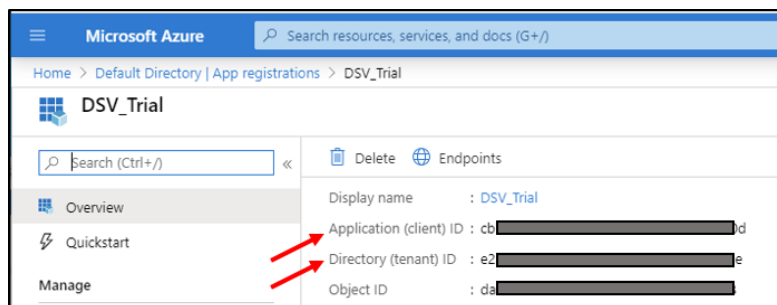 Microsoft Azure
Search resources, services, and docs (G+/)
Home > Default Directory | App registrations > DSV_Trial
DSV_Trial
Search (Ctrl+/)
«
Delete
Endpoints
Overview
Quickstart
Manage
Display name : DSV_Trial
Application (client) ID : cb d
Directory (tenant) ID : e2 e
Object ID : da